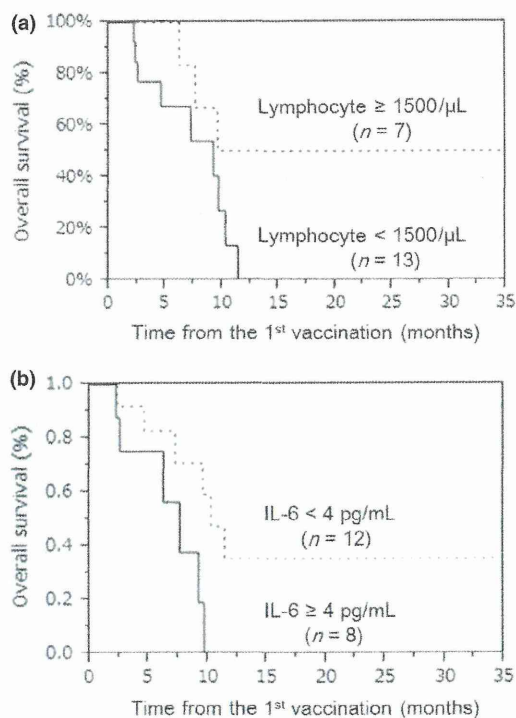 (a)
100%
80%
60%
40%
20%
0%
Overall survival (%)
Lymphocyte ≥ 1500/μL
(n = 7)
Lymphocyte < 1500/μL
(n = 13)
0 5 10 15 20 25 30 35
Time from the 1st vaccination (months)
(b)
1.0
0.8
0.6
0.4
0.2
0.0
Overall survival (%)
IL-6 < 4 pg/mL
(n = 12)
IL-6 ≥ 4 pg/mL
(n = 8)
0 5 10 15 20 25 30 35
Time from the 1st vaccination (months)